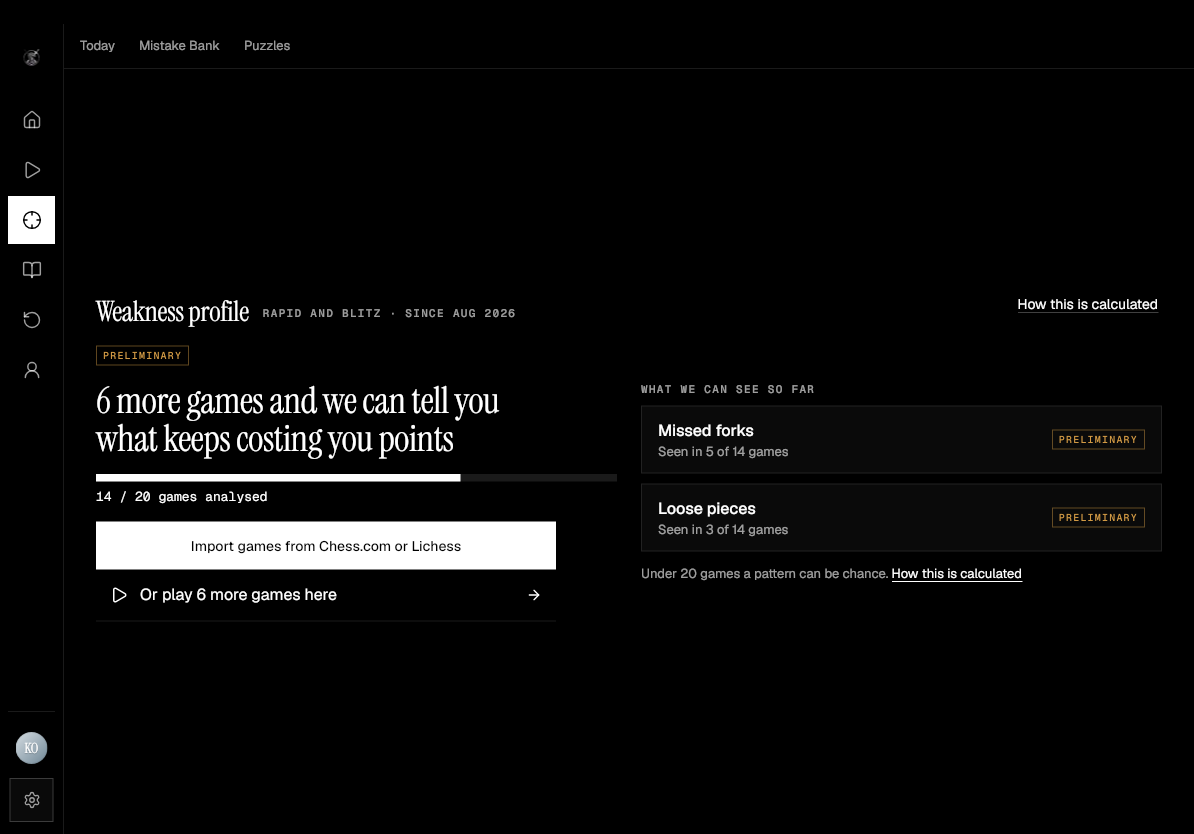 Today
Mistake Bank
Puzzles
Weakness profile
RAPID AND BLITZ · SINCE AUG 2026
How this is calculated
PRELIMINARY
6 more games and we can tell you
what keeps costing you points
14 / 20 games analysed
Import games from Chess.com or Lichess
Or play 6 more games here
WHAT WE CAN SEE SO FAR
Missed forks
Seen in 5 of 14 games
PRELIMINARY
Loose pieces
Seen in 3 of 14 games
PRELIMINARY
Under 20 games a pattern can be chance. How this is calculated
KO